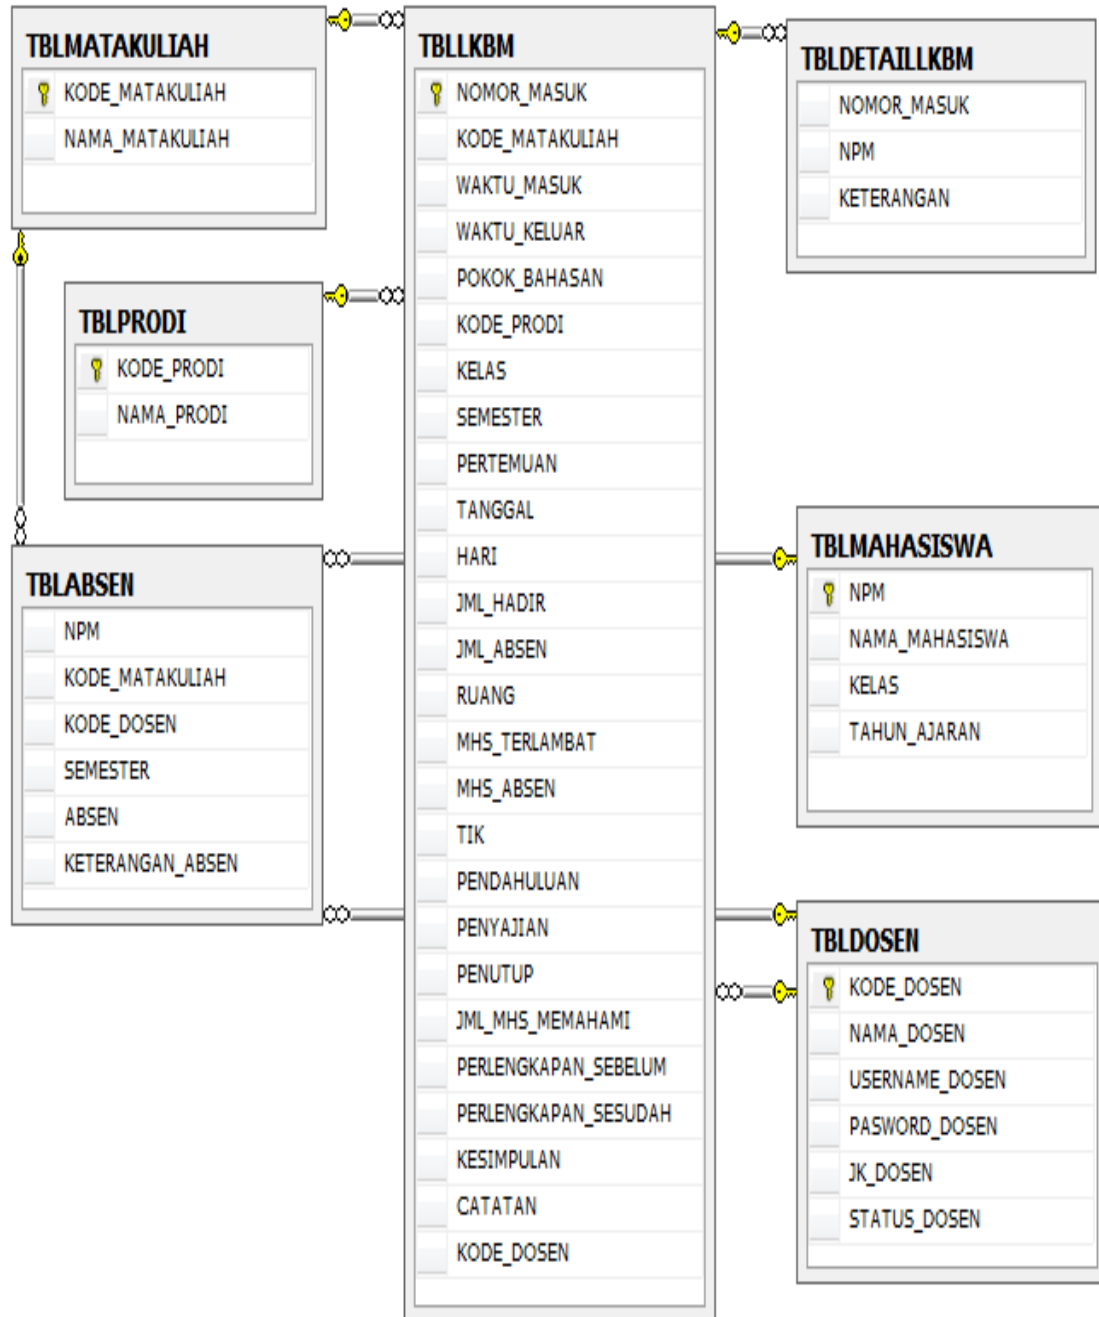 TBLMATAKULIAH
KODE_MATAKULIAH
NAMA_MATAKULIAH
TBLPRODI
KODE_PRODI
NAMA_PRODI
TBLABSEN
NPM
KODE_MATAKULIAH
KODE_DOSEN
SEMESTER
ABSEN
KETERANGAN_ABSEN
TBLLKBM
NOMOR_MASUK
KODE_MATAKULIAH
WAKTU_MASUK
WAKTU_KELUAR
POKOK_BAHASAN
KODE_PRODI
KELAS
SEMESTER
PERTEMUAN
TANGGAL
HARI
JML_HADIR
JML_ABSEN
RUANG
MHS_TERLAMBAT
MHS_ABSEN
TIK
PENDAHULUAN
PENYAJIAN
PENUTUP
JML_MHS_MEMAHAMI
PERLENGKAPAN_SEBELUM
PERLENGKAPAN_SESUDAH
KESIMPULAN
CATATAN
KODE_DOSEN
TBLDETAILLKBM
NOMOR_MASUK
NPM
KETERANGAN
TBLMAHASISWA
NPM
NAMA_MAHASISWA
KELAS
TAHUN_AJARAN
TBLDOSEN
KODE_DOSEN
NAMA_DOSEN
USERNAME_DOSEN
PASWORD_DOSEN
JK_DOSEN
STATUS_DOSEN